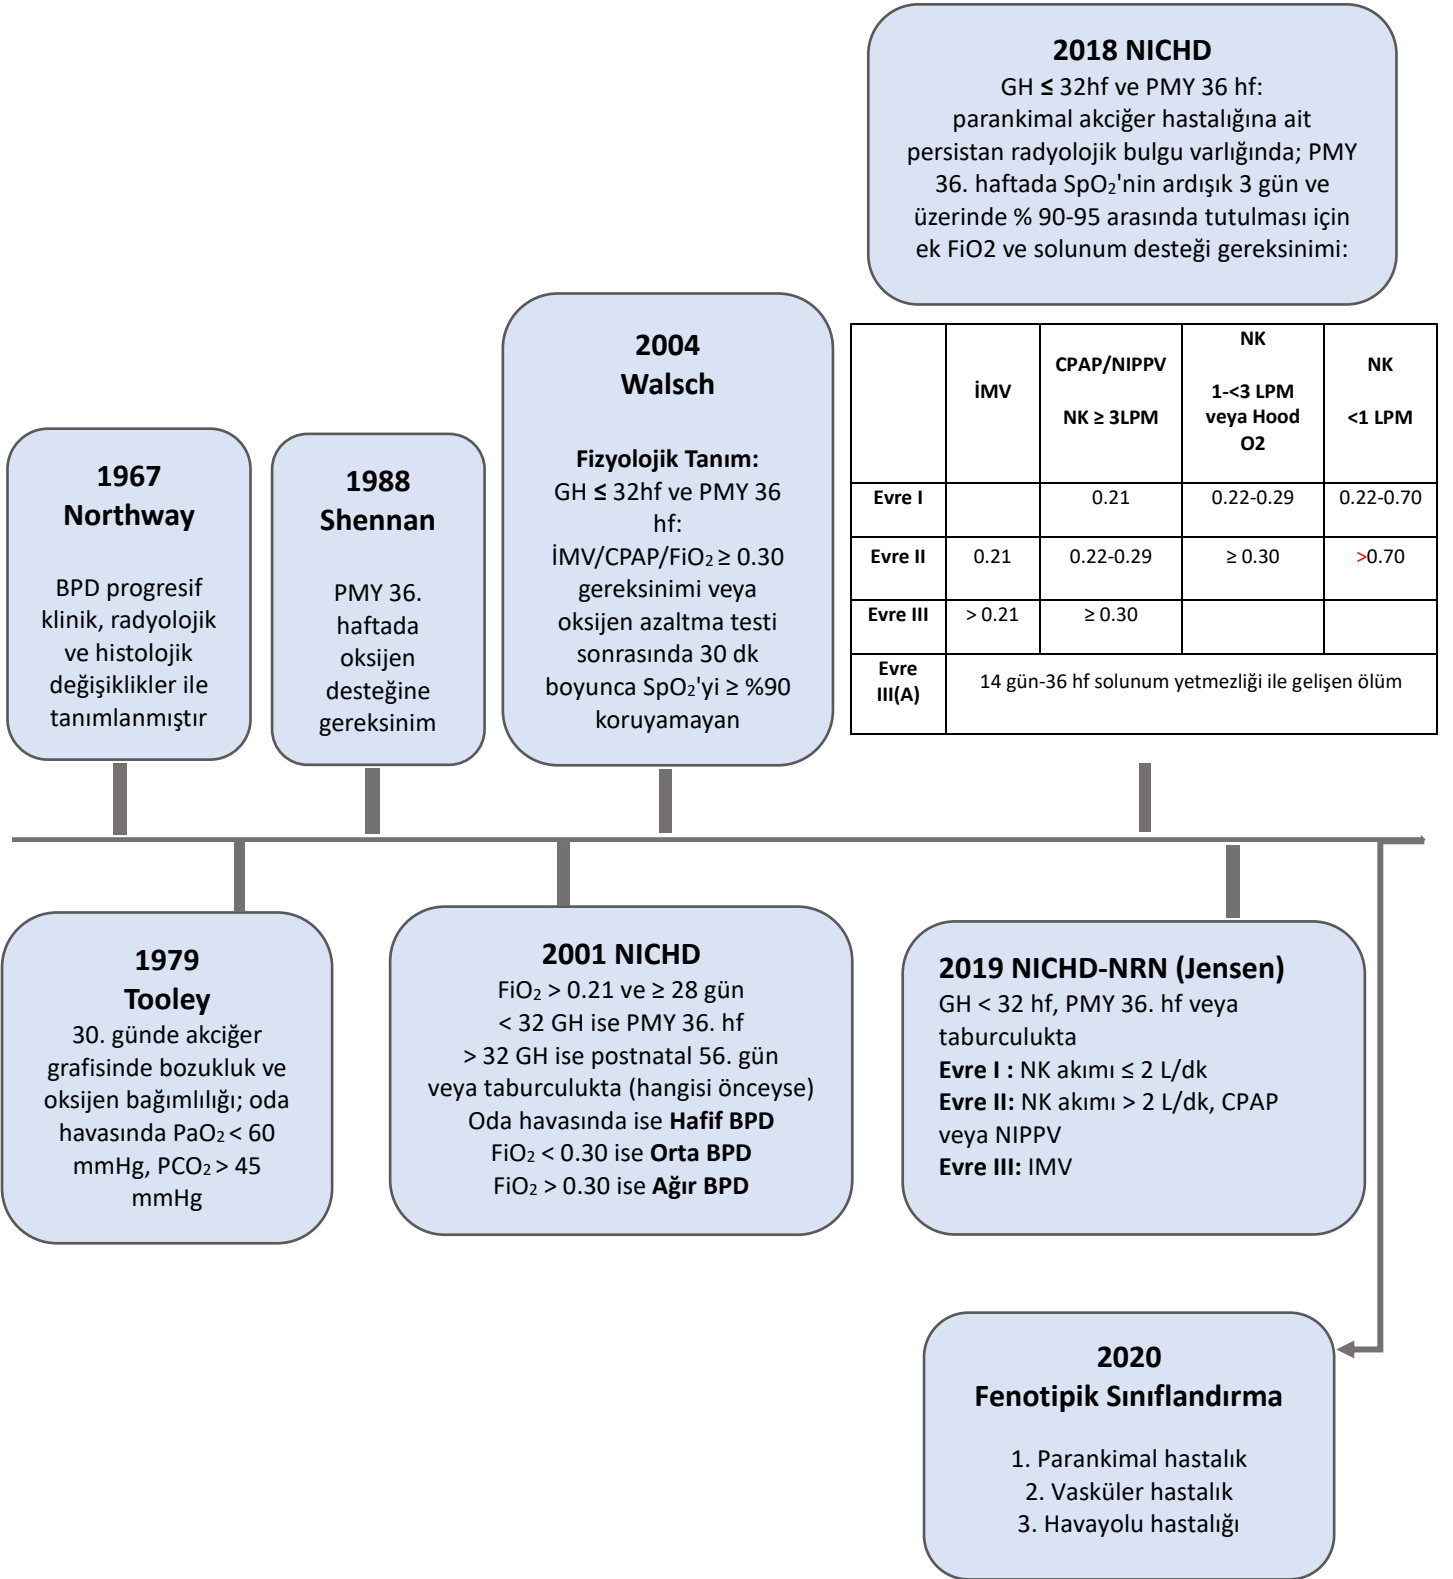 2018 NICHD
GH ≤ 32hf ve PMY 36 hf:
parankimal akciğer hastalığına ait
persistan radyolojik bulgu varlığında; PMY
36. haftada SpO₂'nin ardışık 3 gün ve
üzerinde % 90-95 arasında tutulması için
ek FiO2 ve solunum desteği gereksinimi:
İMV
CPAP/NIPPV
NK ≥ 3LPM
NK
1-<3 LPM
veya Hood
O2
NK
<1 LPM
Evre I 0.21 0.22-0.29 0.22-0.70
Evre II 0.21 0.22-0.29 ≥ 0.30 >0.70
Evre III > 0.21 ≥ 0.30
Evre
III(A)
14 gün-36 hf solunum yetmezliği ile gelişen ölüm
2004
Walsch
Fizyolojik Tanım:
GH ≤ 32hf ve PMY 36
hf:
İMV/CPAP/FiO₂ ≥ 0.30
gereksinimi veya
oksijen azaltma testi
sonrasında 30 dk
boyunca SpO₂'yi ≥ %90
koruyamayan
1988
Shennan
PMY 36.
haftada
oksijen
desteğine
gereksinim
1967
Northway
BPD progresif
klinik, radyolojik
ve histolojik
değişiklikler ile
tanımlanmıştır
1979
Tooley
30. günde akciğer
grafisinde bozukluk ve
oksijen bağımlılığı; oda
havasında PaO₂ < 60
mmHg, PCO₂ > 45
mmHg
2001 NICHD
FiO₂ > 0.21 ve ≥ 28 gün
< 32 GH ise PMY 36. hf
> 32 GH ise postnatal 56. gün
veya taburculukta (hangisi önceyse)
Oda havasında ise Hafif BPD
FiO₂ < 0.30 ise Orta BPD
FiO₂ > 0.30 ise Ağır BPD
2019 NICHD-NRN (Jensen)
GH < 32 hf, PMY 36. hf veya
taburculukta
Evre I : NK akımı ≤ 2 L/dk
Evre II: NK akımı > 2 L/dk, CPAP
veya NIPPV
Evre III: IMV
2020
Fenotipik Sınıflandırma
1. Parankimal hastalık
2. Vasküler hastalık
3. Havayolu hastalığı